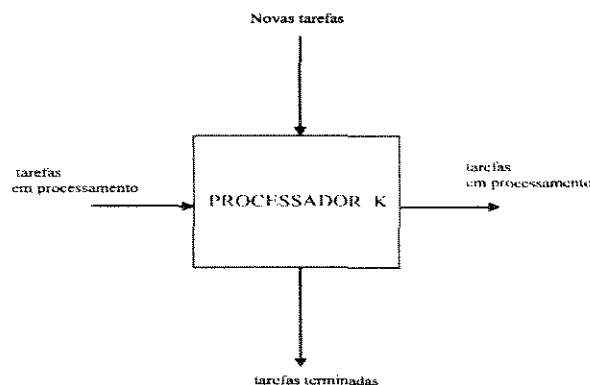 Novas tarefas
tarefas
em processamento
tarefas
em processamento
PROCESSADOR K
tarefas terminadas